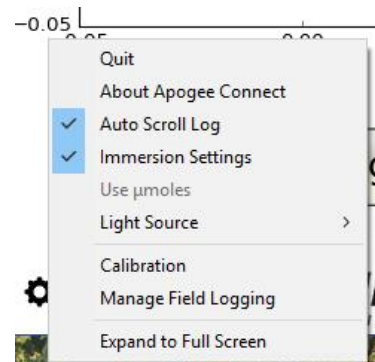 −0.05
Quit
About Apogee Connect
Auto Scroll Log
Immersion Settings
Use µmoles
Light Source
Calibration
Manage Field Logging
Expand to Full Screen